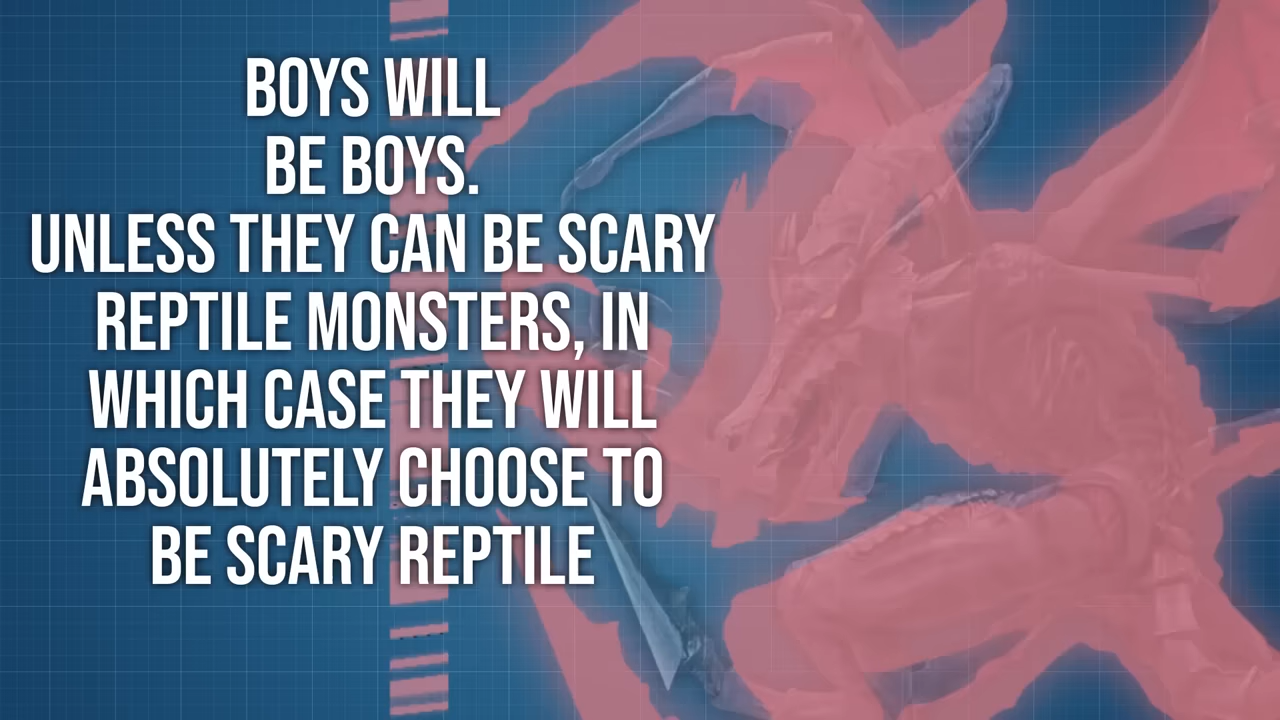 BOYS WILL
BE BOYS.
UNLESS THEY CAN BE SCARY
REPTILE MONSTERS, IN
WHICH CASE THEY WILL
ABSOLUTELY CHOOSE TO
BE SCARY REPTILE